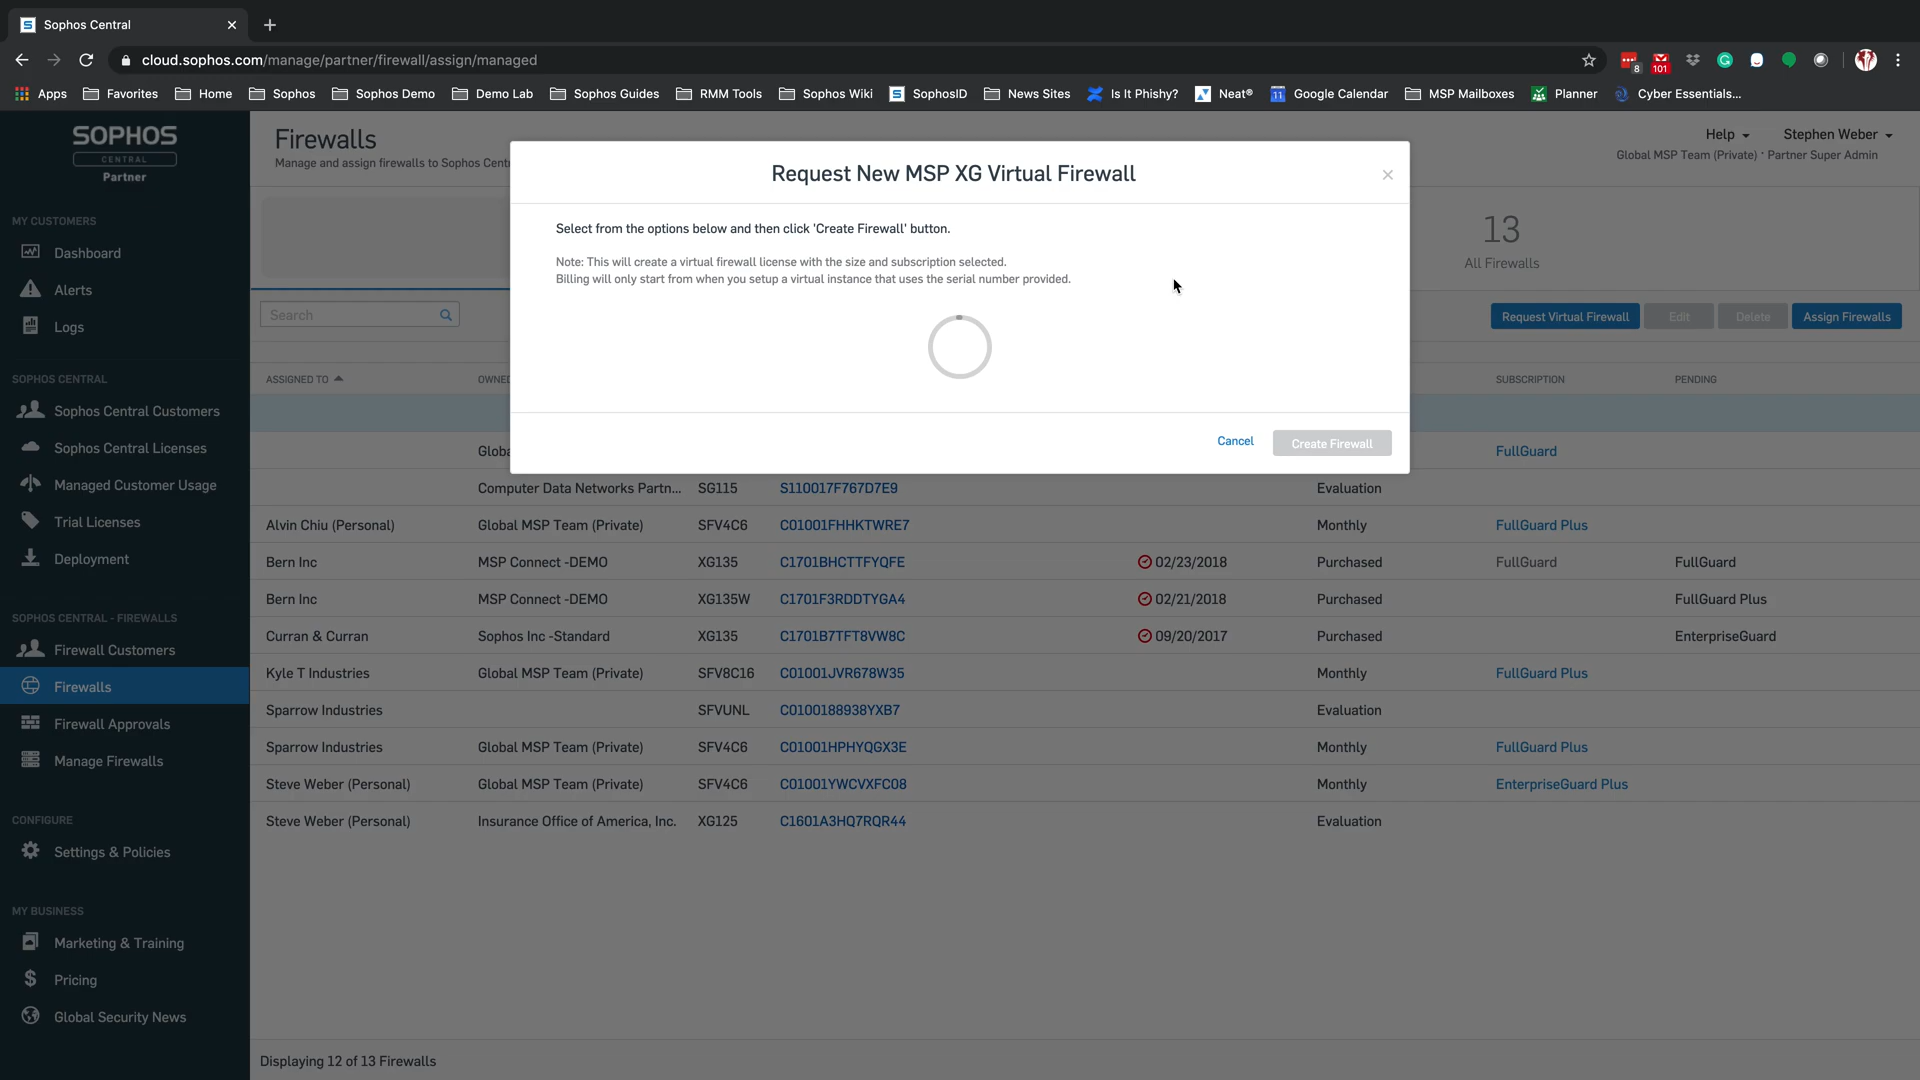 Sophos Central
cloud.sophos.com/manage/partner/firewall/assign/managed
8
101
Apps
Favorites
Home
Sophos
Sophos Demo
Demo Lab
Sophos Guides
RMM Tools
Sophos Wiki
SophosID
News Sites
Is It Phishy?
Neat®
11
Google Calendar
MSP Mailboxes
Planner
Cyber Essentials...
SOPHOS
CENTRAL
Partner
MY CUSTOMERS
Dashboard
Alerts
Logs
SOPHOS CENTRAL
Sophos Central Customers
Sophos Central Licenses
Managed Customer Usage
Trial Licenses
Deployment
SOPHOS CENTRAL - FIREWALLS
Firewall Customers
Firewalls
Firewall Approvals
Manage Firewalls
CONFIGURE
Settings & Policies
MY BUSINESS
Marketing & Training
Pricing
Global Security News
Firewalls
Manage and assign firewalls to Sophos
Help
Stephen Weber
Global MSP Team (Private) · Partner Super Admin
13
All Firewalls
Search
Request Virtual Firewall
Edit
Delete
Assign Firewalls
Request New MSP XG Virtual Firewall
×
Select from the options below and then click 'Create Firewall' button.
Note: This will create a virtual firewall license with the size and subscription selected.
Billing will only start from when you setup a virtual instance that uses the serial number provided.
Cancel
Create Firewall
ASSIGNED TO SUBSCRIPTION PENDING
FullGuard
Computer Data Networks Partn... SG115 S110017F767D7E9 Evaluation
Alvin Chiu (Personal) Global MSP Team (Private) SFV4C6 C01001FHHKTWRE7 Monthly FullGuard Plus
Bern Inc MSP Connect -DEMO XG135 C1701BHCTTFYQFE 02/23/2018 Purchased FullGuard FullGuard
Bern Inc MSP Connect -DEMO XG135W C1701F3RDDTYGA4 02/21/2018 Purchased FullGuard Plus
Curran & Curran Sophos Inc -Standard XG135 C1701B7TFT8VW8C 09/20/2017 Purchased EnterpriseGuard
Kyle T Industries Global MSP Team (Private) SFV8C16 C01001JVR678W35 Monthly FullGuard Plus
Sparrow Industries SFVUNL C0100188938YXB7 Evaluation
Sparrow Industries Global MSP Team (Private) SFV4C6 C01001HPHYQGX3E Monthly FullGuard Plus
Steve Weber (Personal) Global MSP Team (Private) SFV4C6 C01001YWCVXFC08 Monthly EnterpriseGuard Plus
Steve Weber (Personal) Insurance Office of America, Inc. XG125 C1601A3HQ7RQR44 Evaluation
Displaying 12 of 13 Firewalls